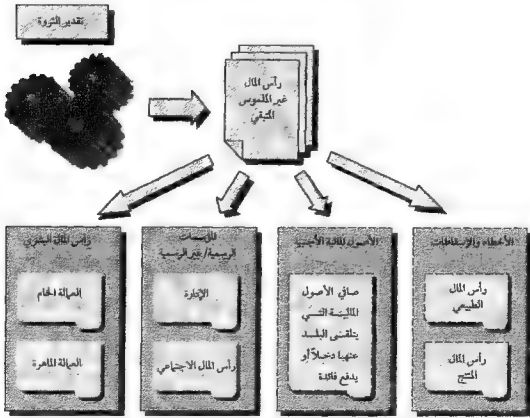 تقدير الثروة
رأس المال
غير الملموس
المتبقي
الأخطاء والإسقاطات
رأس المال
الطبيعي
رأس المال
المنتج
الأصول المالية الأجنبية
صافي الأصول
المالية التي
يتلقى البلد
عنها دخلاً أو
يدفع فائدة
المؤسسات
الرسمية/ غير الرسمية
الإدارة
رأس المال الاجتماعي
رأس المال البشري
العمالة الخام
العمالة الماهرة